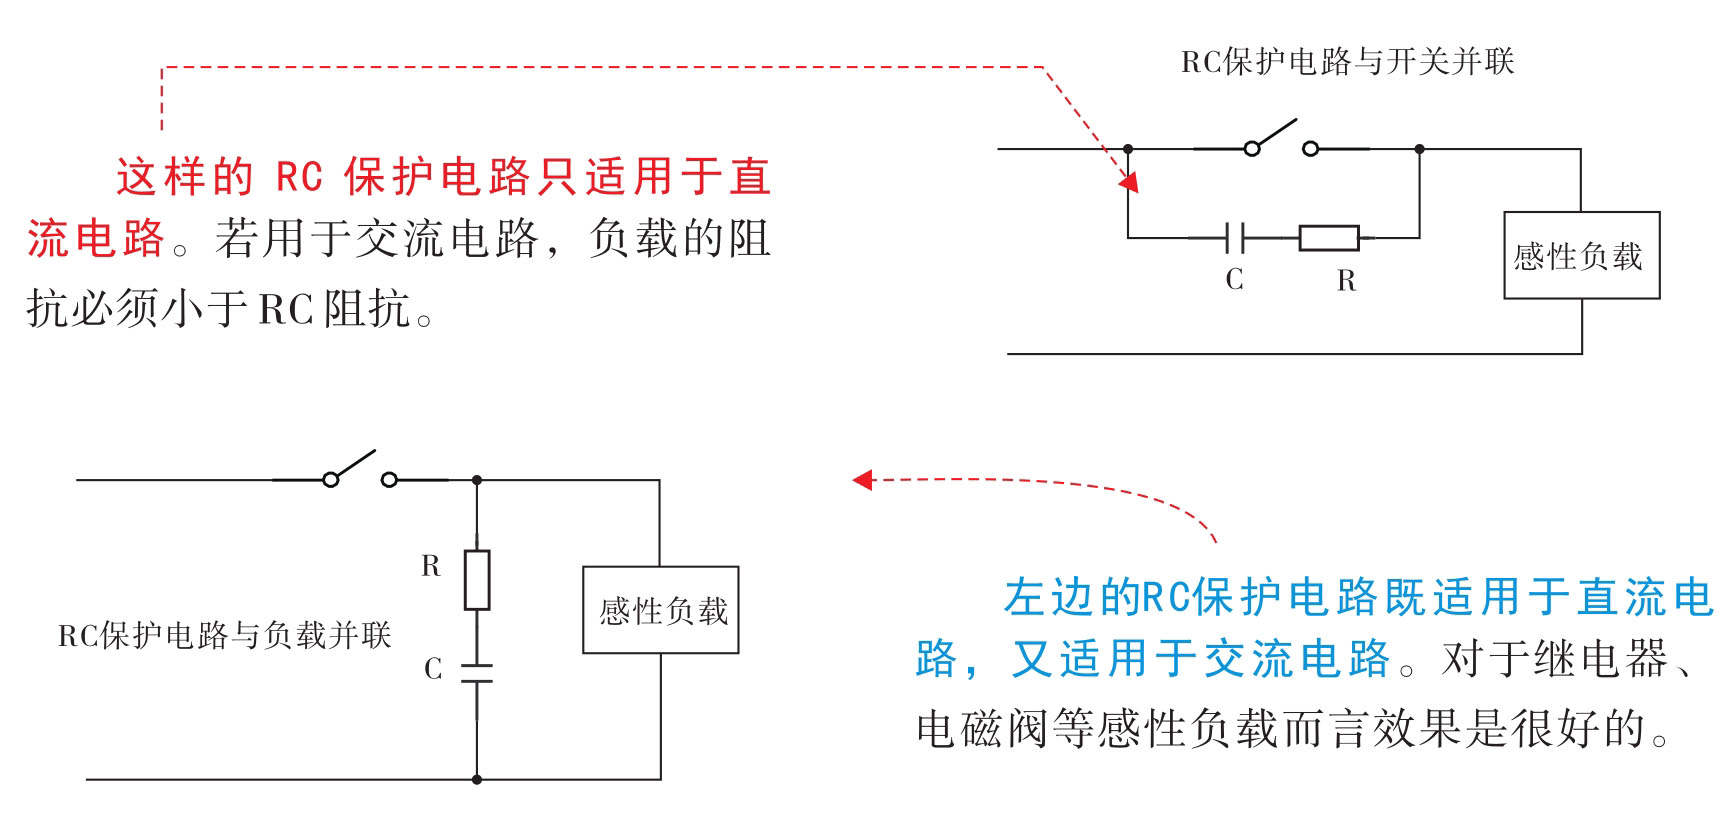 RC保护电路与开关并联
这样的 RC 保护电路只适用于直
流电路。若用于交流电路，负载的阻
抗必须小于 RC 阻抗。
感性负载
C
R
R
感性负载
RC保护电路与负载并联
C
左边的RC保护电路既适用于直流电
路，又适用于交流电路。对于继电器、
电磁阀等感性负载而言效果是很好的。